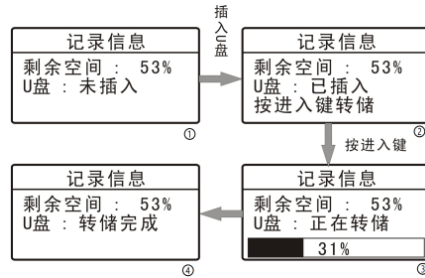 记录信息
剩余空间 : 53%
U盘 : 未插入
①
插入U盘
记录信息
剩余空间 : 53%
U盘 : 已插入
按进入键转储
②
按进入键
记录信息
剩余空间 : 53%
U盘 : 正在转储
31%
③
记录信息
剩余空间 : 53%
U盘 : 转储完成
④